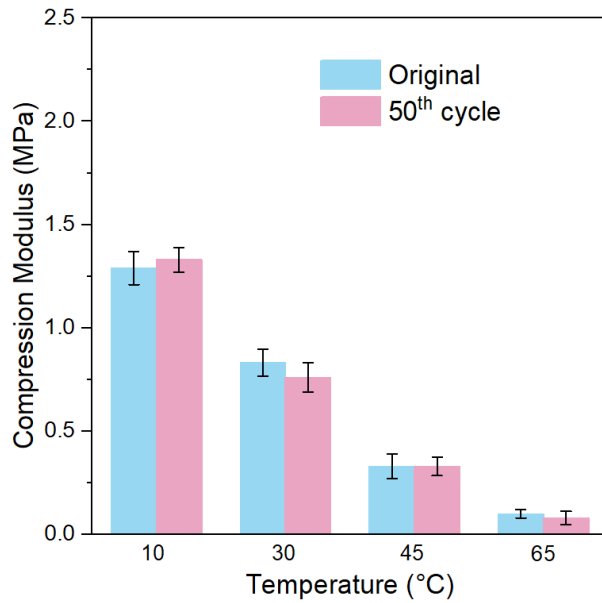 2.5
2.0
1.5
1.0
0.5
0.0
Compression Modulus (MPa)
Original
50th cycle
10 30 45 65
Temperature (°C)